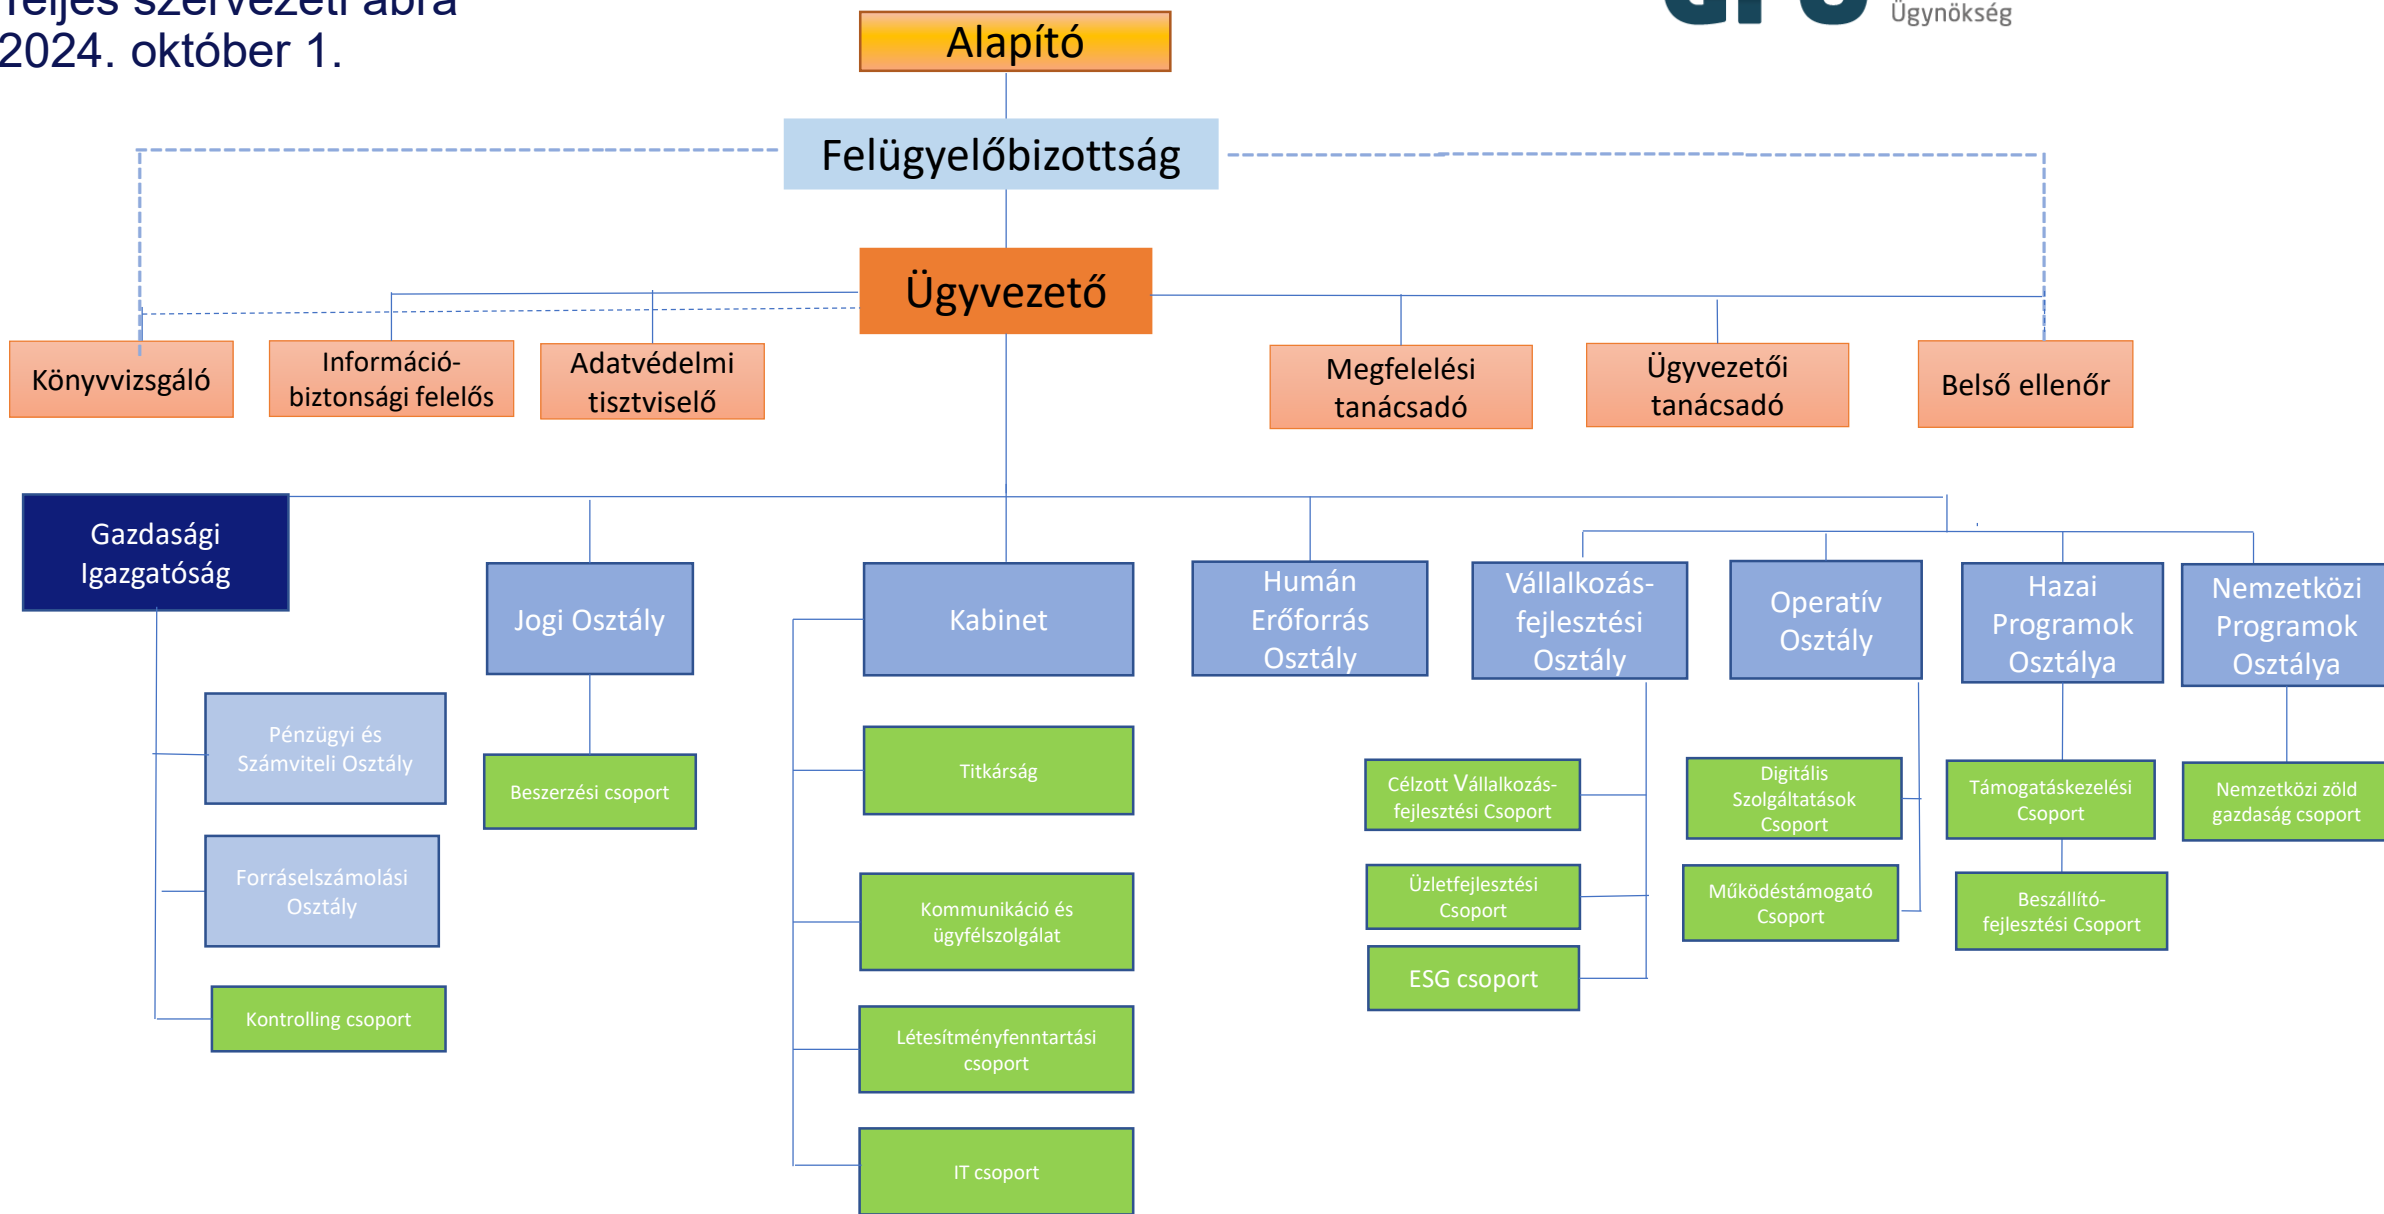 Teljes szervezeti ábra
2024. október 1.
Ügynökség
Alapító
Felügyelőbizottság
Ügyvezető
Könyvvizsgáló
Információ-
biztonsági felelős
Adatvédelmi
tisztviselő
Megfelelési
tanácsadó
Ügyvezetői
tanácsadó
Belső ellenőr
Gazdasági
Igazgatóság
Jogi Osztály
Kabinet
Humán
Erőforrás
Osztály
Vállalkozás-
fejlesztési
Osztály
Operatív
Osztály
Hazai
Programok
Osztálya
Nemzetközi
Programok
Osztálya
Pénzügyi és
Számviteli Osztály
Forráselszámolási
Osztály
Kontrolling csoport
Beszerzési csoport
Titkárság
Kommunikáció és
ügyfélszolgálat
Létesítményfenntartási
csoport
IT csoport
Célzott Vállalkozás-
fejlesztési Csoport
Üzletfejlesztési
Csoport
ESG csoport
Digitális
Szolgáltatások
Csoport
Működéstámogató
Csoport
Támogatáskezelési
Csoport
Beszállító-
fejlesztési Csoport
Nemzetközi zöld
gazdaság csoport